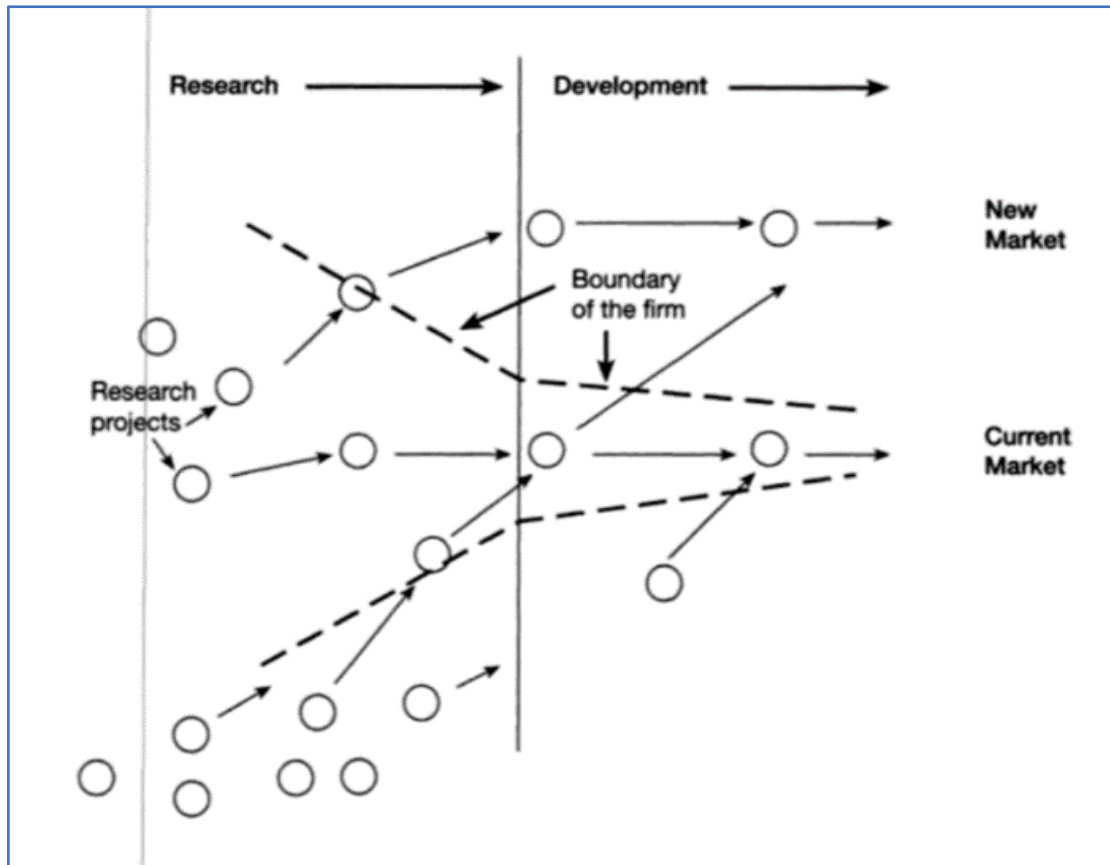 Research
Development
New
Market
Boundary
of the firm
Research
projects
Current
Market